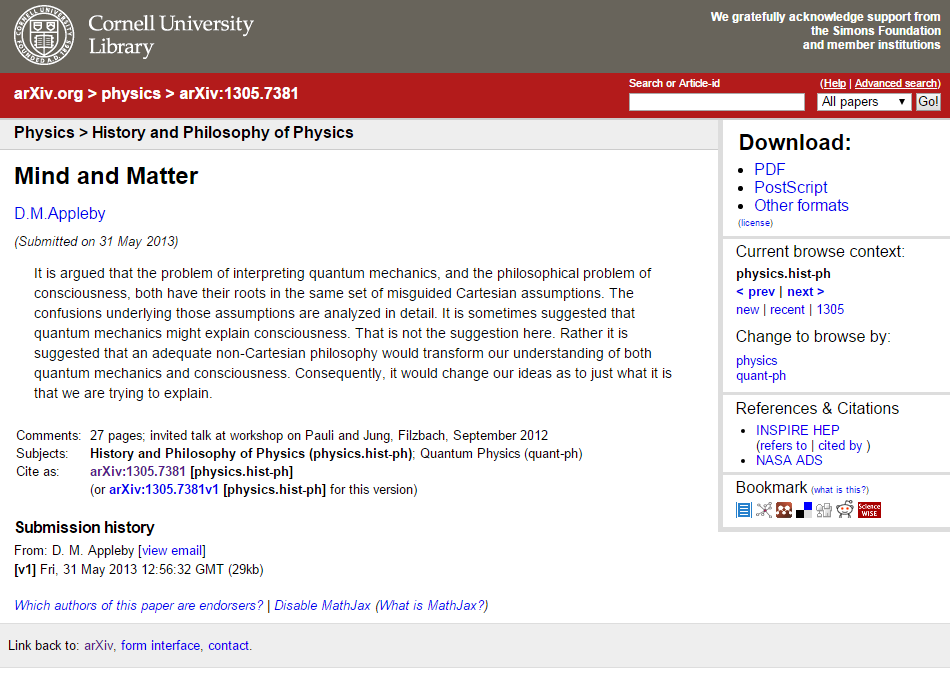 Cornell University
Library
We gratefully acknowledge support from
the Simons Foundation
and member institutions
arXiv.org > physics > arXiv:1305.7381
Search or Article-id
(Help | Advanced search)
All papers
Go!
Physics > History and Philosophy of Physics
Mind and Matter
D.M.Appleby
(Submitted on 31 May 2013)
It is argued that the problem of interpreting quantum mechanics, and the philosophical problem of
consciousness, both have their roots in the same set of misguided Cartesian assumptions. The
confusions underlying those assumptions are analyzed in detail. It is sometimes suggested that
quantum mechanics might explain consciousness. That is not the suggestion here. Rather it is
suggested that an adequate non-Cartesian philosophy would transform our understanding of both
quantum mechanics and consciousness. Consequently, it would change our ideas as to just what it is
that we are trying to explain.
Comments: 27 pages; invited talk at workshop on Pauli and Jung, Filzbach, September 2012
Subjects: History and Philosophy of Physics (physics.hist-ph); Quantum Physics (quant-ph)
Cite as: arXiv:1305.7381 [physics.hist-ph]
(or arXiv:1305.7381v1 [physics.hist-ph] for this version)
Submission history
From: D. M. Appleby [view email]
[v1] Fri, 31 May 2013 12:56:32 GMT (29kb)
Which authors of this paper are endorsers? | Disable MathJax (What is MathJax?)
Link back to: arXiv, form interface, contact.
Download:
PDF
PostScript
Other formats
(license)
Current browse context:
physics.hist-ph
< prev | next >
new | recent | 1305
Change to browse by:
physics
quant-ph
References & Citations
INSPIRE HEP
(refers to | cited by )
NASA ADS
Bookmark (what is this?)
Science
WISE